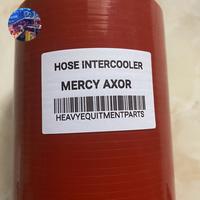 HOSE INTERCOOLER
MERCY AXOR
HEAVYEQUITMENTPARTS